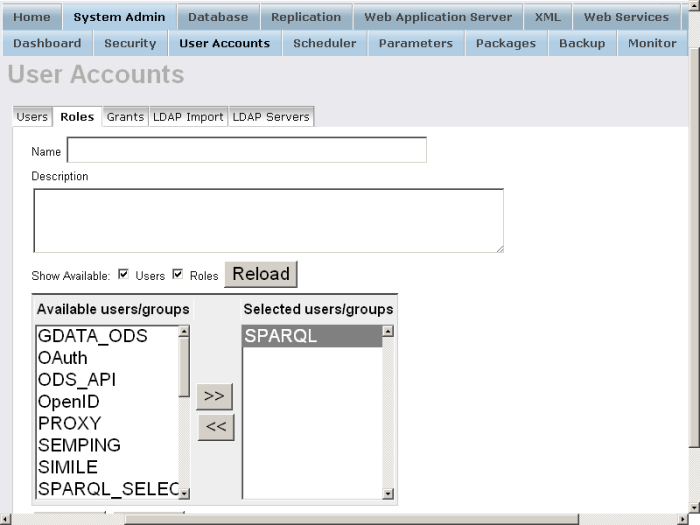 Home System Admin Database Replication Web Application Server XML Web Services
Dashboard Security User Accounts Scheduler Parameters Packages Backup Monitor
User Accounts
Users Roles Grants LDAP Import LDAP Servers
Name
Description
Show Available: Users Roles Reload
Available users/groups Selected users/groups
GDATA_ODS SPARQL
OAuth
ODS_API
OpenID
>>
PROXY
<<
SEMPING
SIMILE
SPARQL_SELEC